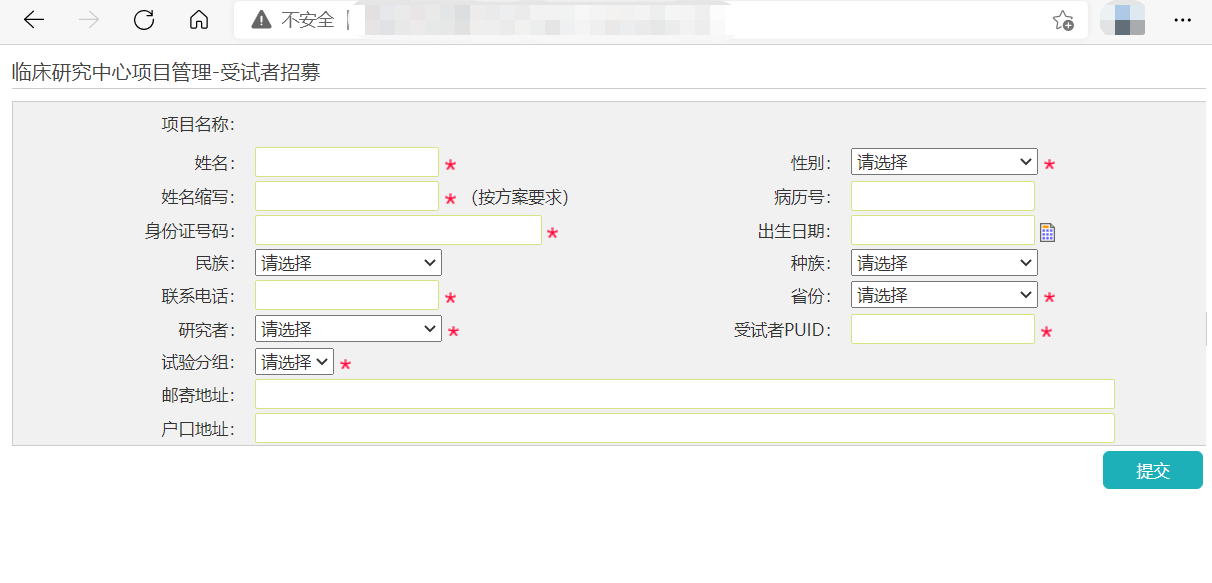 不安全
临床研究中心项目管理-受试者招募
项目名称：
姓名： * 性别： 请选择 *
姓名缩写： * （按方案要求） 病历号：
身份证号码： * 出生日期：
民族： 请选择 种族： 请选择
联系电话： * 省份： 请选择 *
研究者： 请选择 * 受试者PUID： *
试验分组： 请选择 *
邮寄地址：
户口地址：
提交